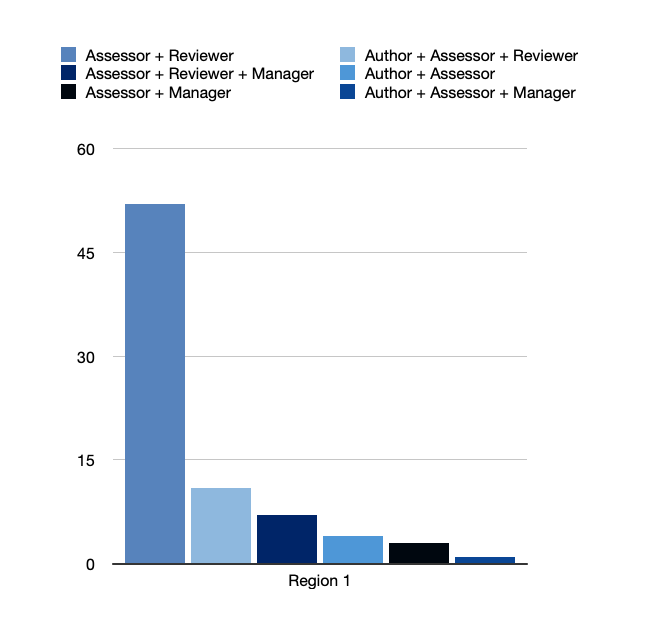 Assessor + Reviewer
Author + Assessor + Reviewer
Assessor + Reviewer + Manager
Author + Assessor
Assessor + Manager
Author + Assessor + Manager
60
45
30
15
0
Region 1